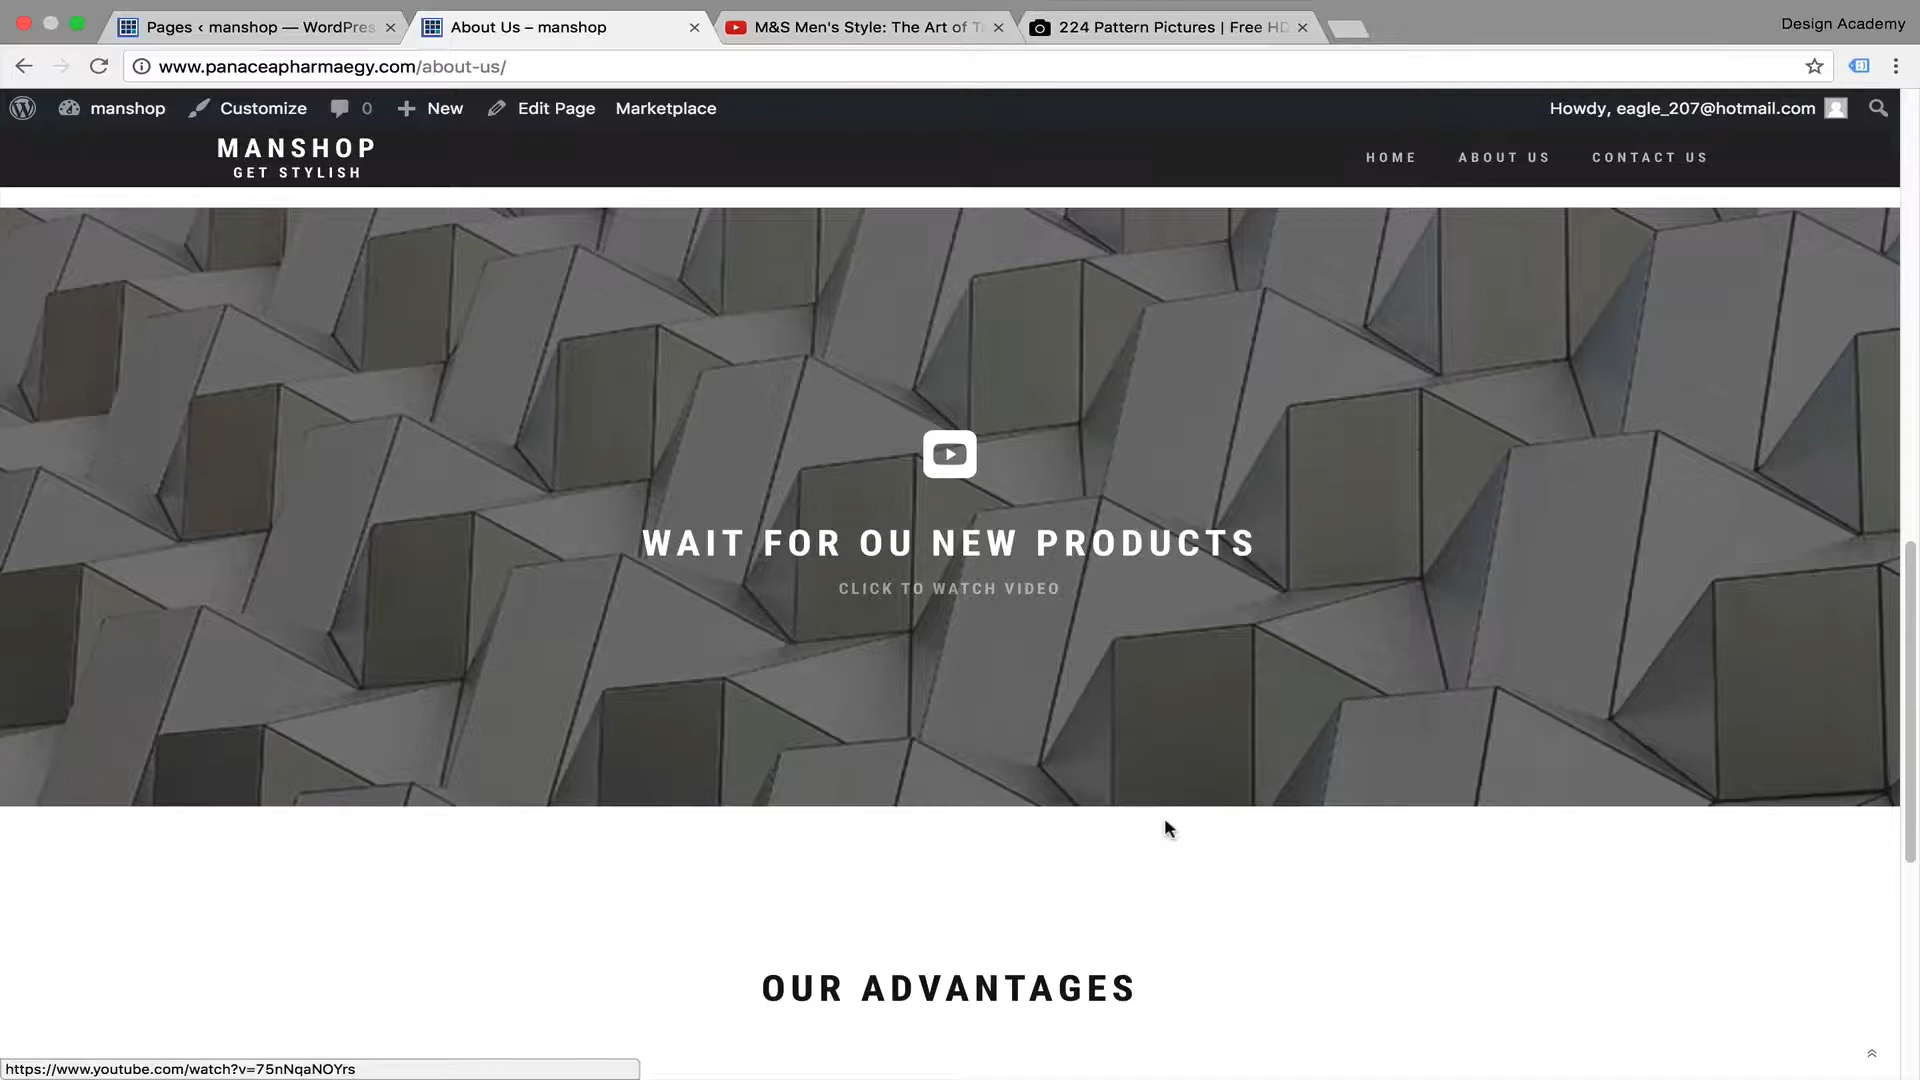 Pages ‹ manshop — WordPres
About Us – manshop
M&S Men's Style: The Art of T
224 Pattern Pictures | Free HD
Design Academy
www.panaceapharmaegy.com/about-us/
manshop
Customize
0
New
Edit Page
Marketplace
Howdy, eagle_207@hotmail.com
MANSHOP
GET STYLISH
HOME
ABOUT US
CONTACT US
WAIT FOR OU NEW PRODUCTS
CLICK TO WATCH VIDEO
OUR ADVANTAGES
https://www.youtube.com/watch?v=75nNqaNOYrs